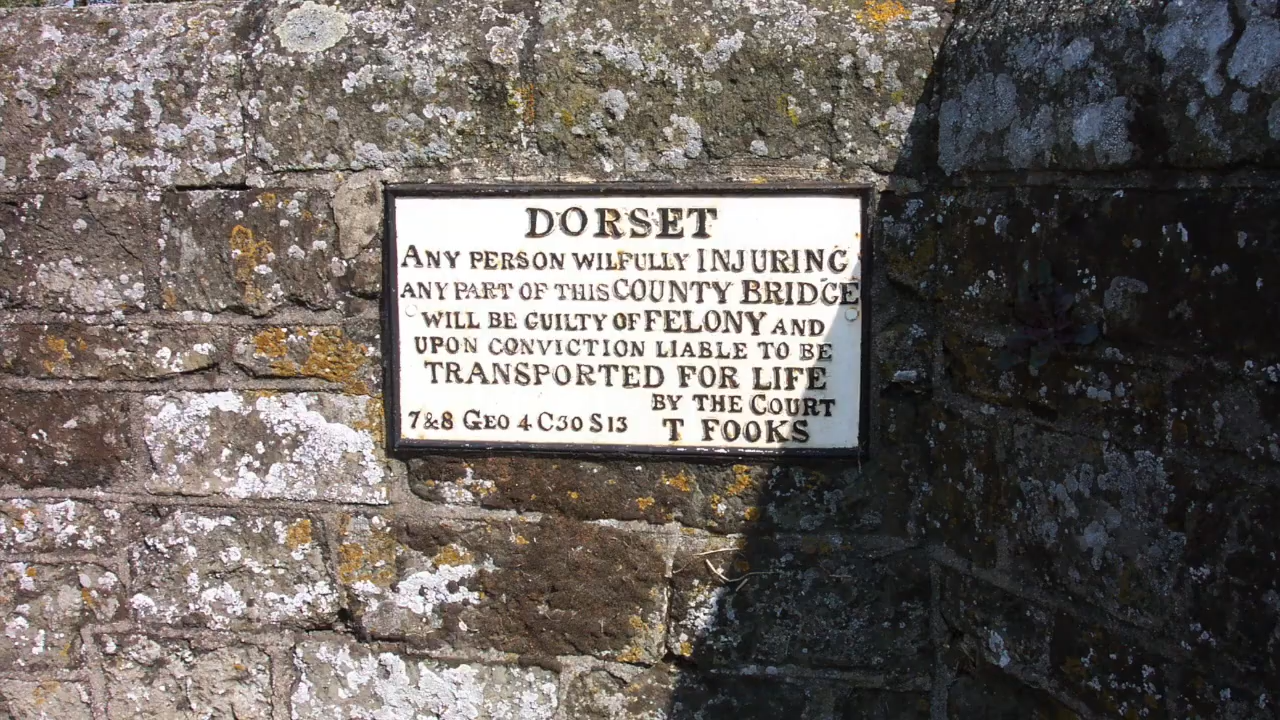 DORSET
ANY PERSON WILFULLY INJURING
ANY PART OF THIS COUNTY BRIDGE
WILL BE GUILTY OF FELONY AND
UPON CONVICTION LIABLE TO BE
TRANSPORTED FOR LIFE
BY THE COURT
7&8 GEO 4 C30 S13 T FOOKS